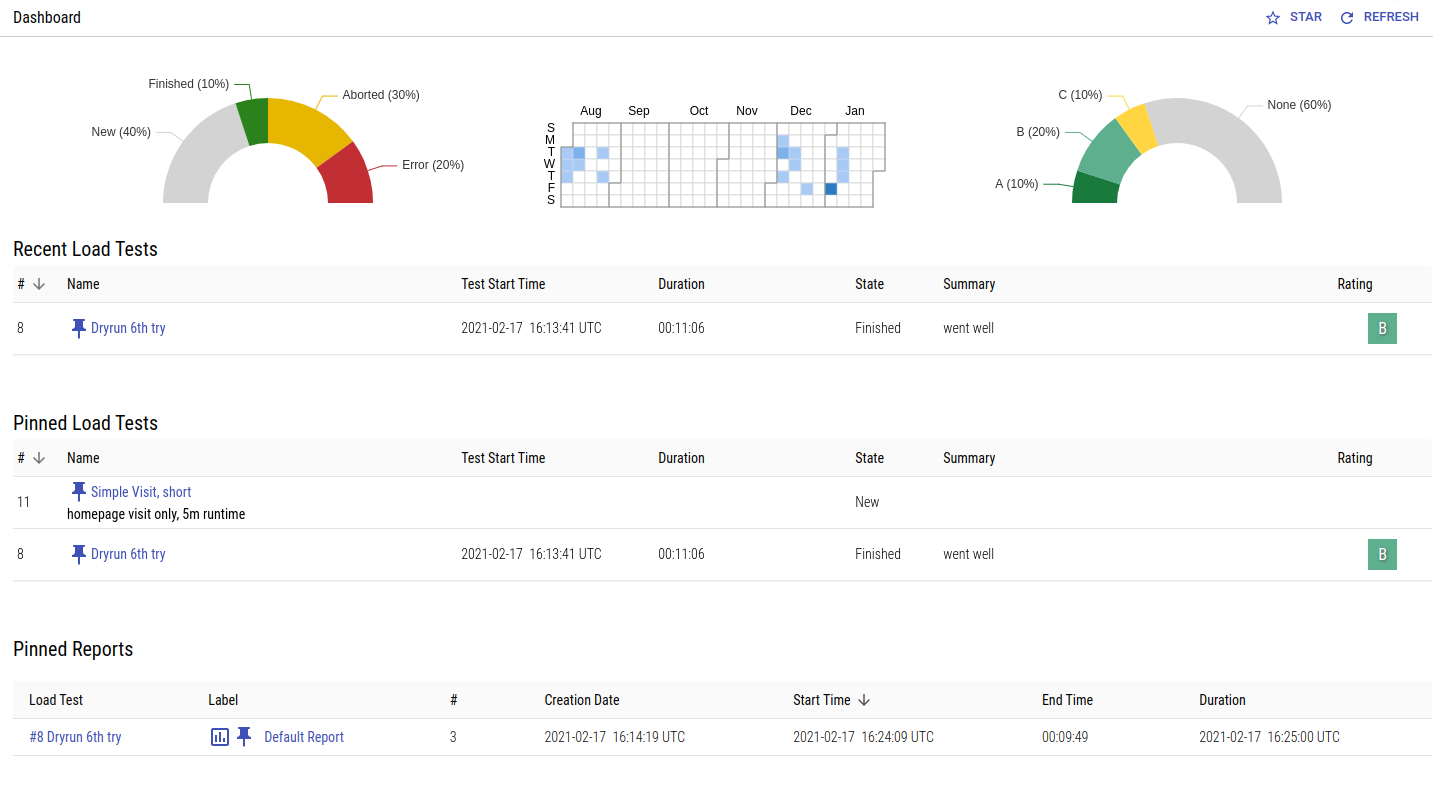 Dashboard STAR REFRESH
Finished (10%)
Aborted (30%)
New (40%)
Error (20%)
Aug Sep Oct Nov Dec Jan
S
M
T
W
T
F
S
C (10%)
None (60%)
B (20%)
A (10%)
Recent Load Tests
# Name Test Start Time Duration State Summary Rating
8 Dryrun 6th try 2021-02-17 16:13:41 UTC 00:11:06 Finished went well B
Pinned Load Tests
# Name Test Start Time Duration State Summary Rating
11 Simple Visit, short New
homepage visit only, 5m runtime
8 Dryrun 6th try 2021-02-17 16:13:41 UTC 00:11:06 Finished went well B
Pinned Reports
Load Test Label # Creation Date Start Time End Time Duration
#8 Dryrun 6th try Default Report 3 2021-02-17 16:14:19 UTC 2021-02-17 16:24:09 UTC 00:09:49 2021-02-17 16:25:00 UTC